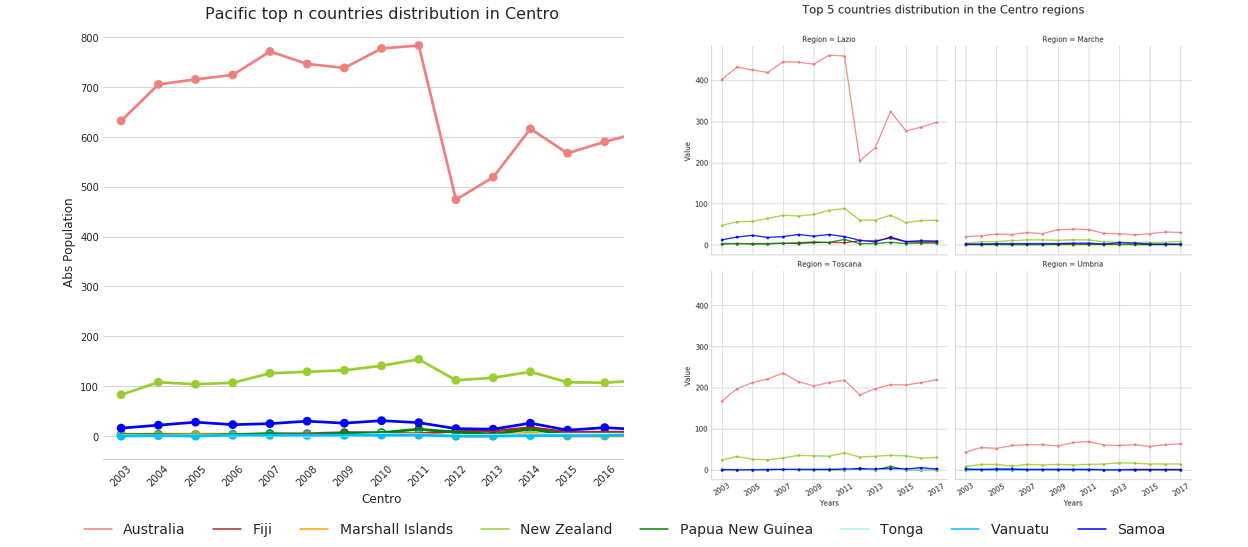 Pacific top n countries distribution in Centro
Abs Population
800
700
600
500
400
300
200
100
0
2003 2004 2005 2006 2007 2008 2009 2010 2011 2012 2013 2014 2015 2016
Centro
Top 5 countries distribution in the Centro regions
Region = Lazio
Region = Marche
Value
400
300
200
100
0
Region = Toscana
Region = Umbria
Value
400
300
200
100
0
2003 2005 2007 2009 2011 2013 2015 2017
2003 2005 2007 2009 2011 2013 2015 2017
Years
Years
Australia Fiji Marshall Islands New Zealand Papua New Guinea Tonga Vanuatu Samoa